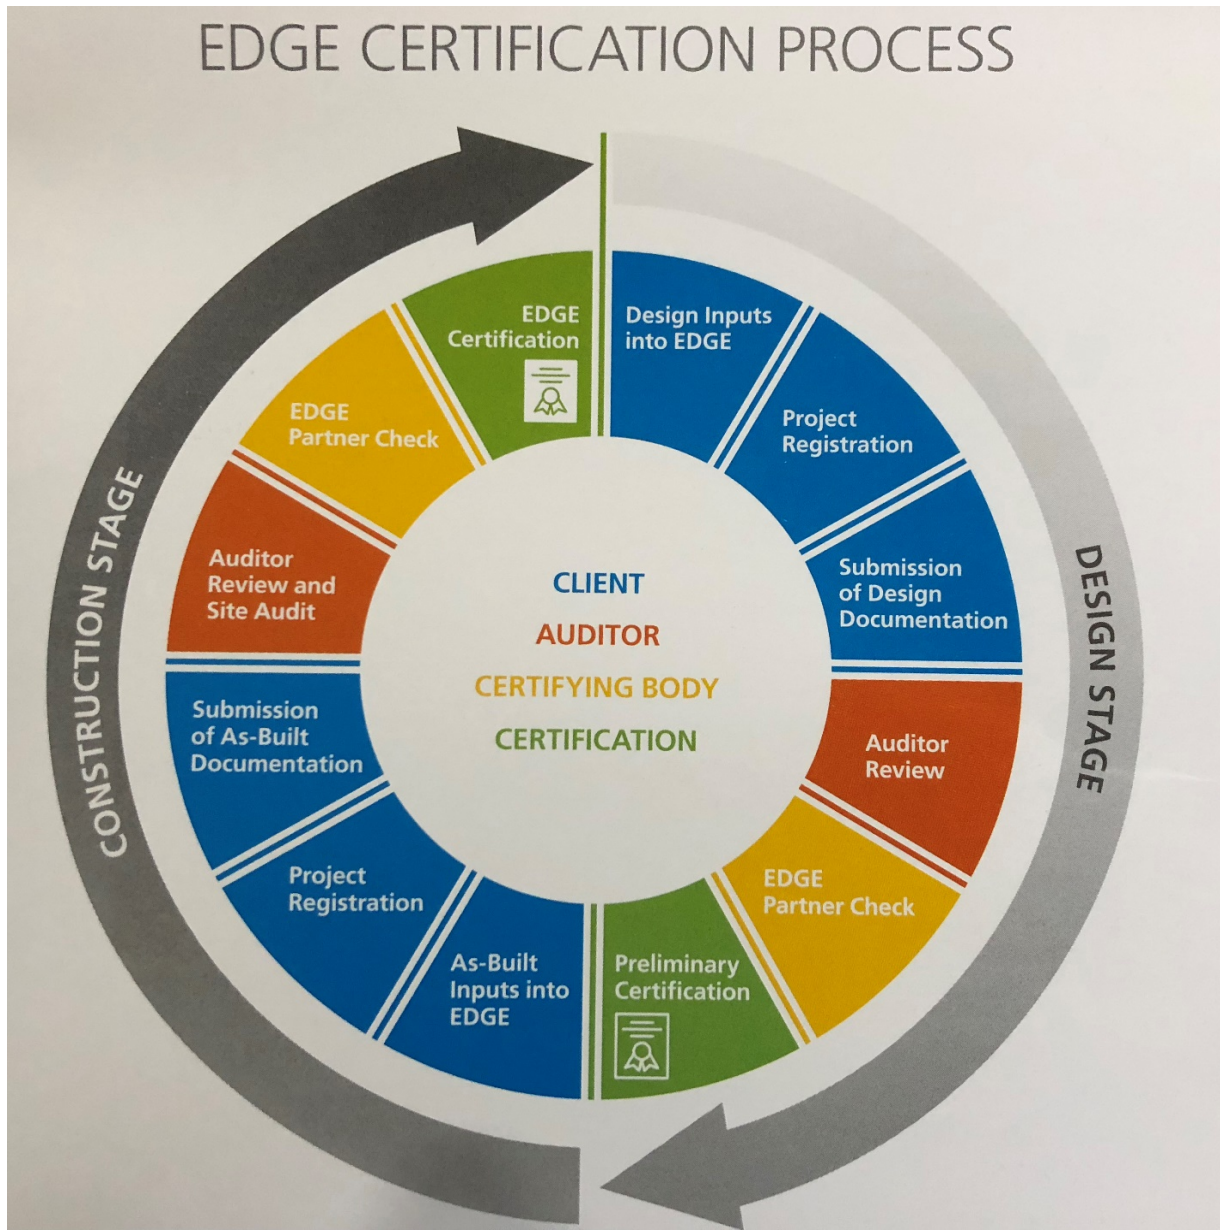 EDGE CERTIFICATION PROCESS
Design Inputs
into EDGE
Project
Registration
Submission
of Design
Documentation
Auditor
Review
EDGE
Partner Check
Preliminary
Certification
As-Built
Inputs into
EDGE
Project
Registration
Submission
of As-Built
Documentation
Auditor
Review and
Site Audit
EDGE
Partner Check
EDGE
Certification
DESIGN STAGE
CONSTRUCTION STAGE
CLIENT
AUDITOR
CERTIFYING BODY
CERTIFICATION